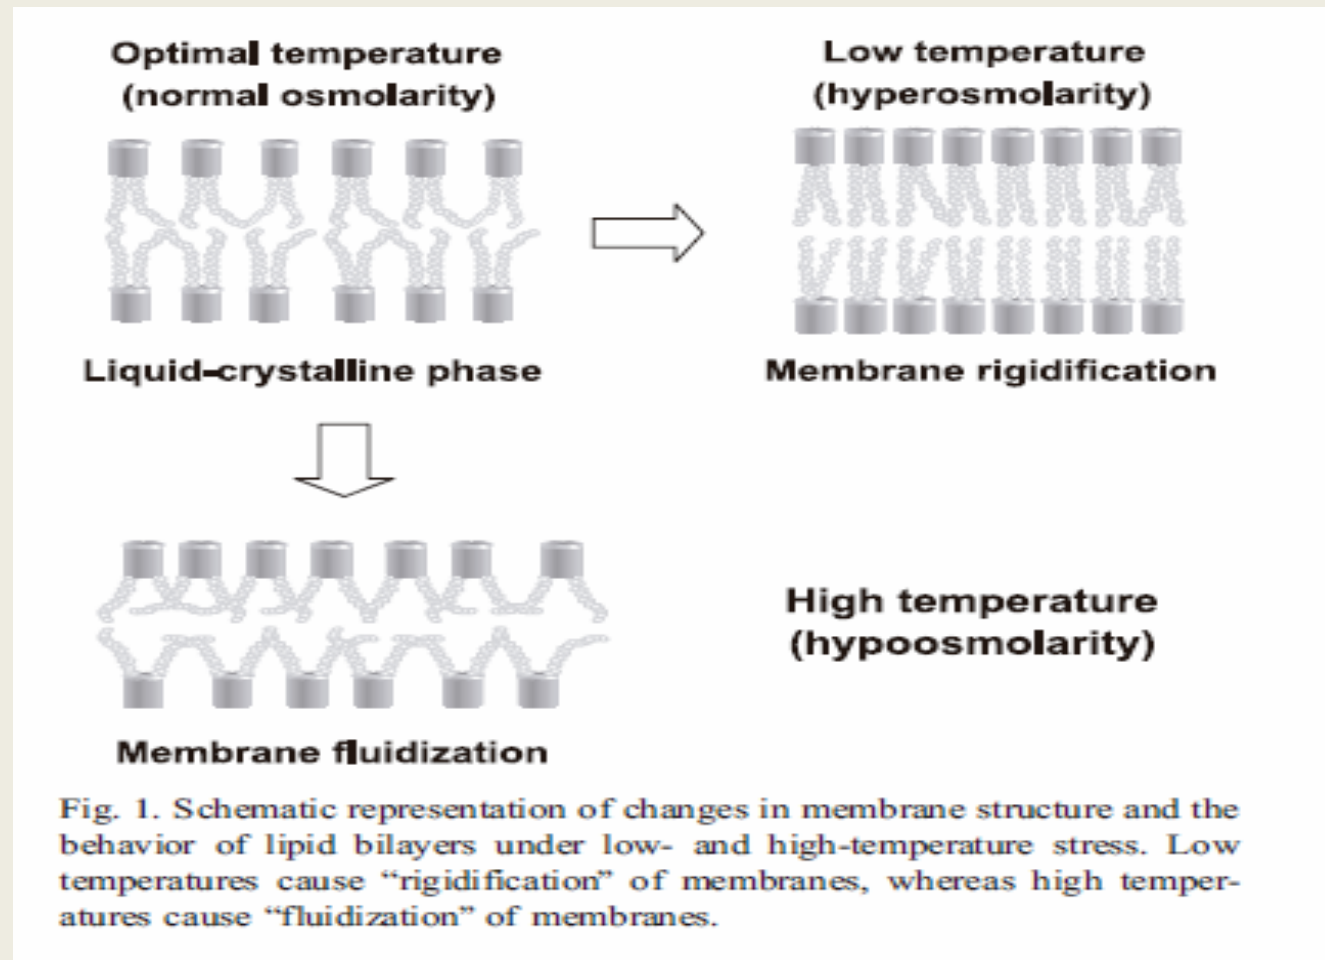 Optimal temperature
(normal osmolarity)
Low temperature
(hyperosmolarity)
Liquid-crystalline phase
Membrane rigidification
High temperature
(hypoosmolarity)
Membrane fluidization
Fig. 1. Schematic representation of changes in membrane structure and the
behavior of lipid bilayers under low- and high-temperature stress. Low
temperatures cause “rigidification” of membranes, whereas high temper-
atures cause “fluidization” of membranes.